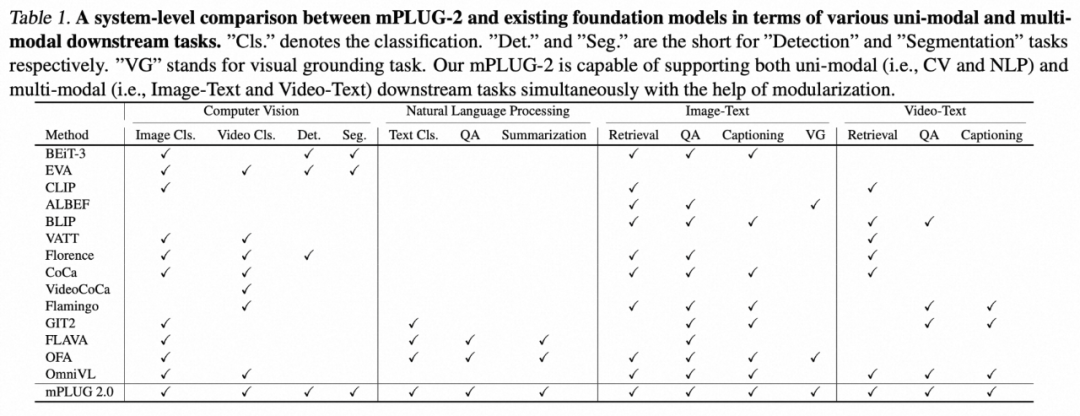 Table 1. A system-level comparison between mPLUG-2 and existing foundation models in terms of various uni-modal and multi-
modal downstream tasks. "Cls." denotes the classification. "Det." and "Seg." are the short for "Detection" and "Segmentation" tasks
respectively. "VG" stands for visual grounding task. Our mPLUG-2 is capable of supporting both uni-modal (i.e., CV and NLP) and
multi-modal (i.e., Image-Text and Video-Text) downstream tasks simultaneously with the help of modularization.
Computer Vision Natural Language Processing Image-Text Video-Text
Method Image Cls. Video Cls. Det. Seg. Text Cls. QA Summarization Retrieval QA Captioning VG Retrieval QA Captioning
BEiT-3 ✓ ✓ ✓ ✓ ✓ ✓
EVA ✓ ✓ ✓ ✓
CLIP ✓ ✓ ✓
ALBEF ✓ ✓ ✓
BLIP ✓ ✓ ✓ ✓ ✓
VATT ✓ ✓ ✓
Florence ✓ ✓ ✓ ✓ ✓ ✓
CoCa ✓ ✓ ✓ ✓ ✓ ✓
VideoCoCa ✓
Flamingo ✓ ✓ ✓ ✓ ✓ ✓
GIT2 ✓ ✓ ✓ ✓ ✓ ✓
FLAVA ✓ ✓ ✓ ✓ ✓
OFA ✓ ✓ ✓ ✓ ✓ ✓ ✓ ✓
OmniVL ✓ ✓ ✓ ✓ ✓ ✓ ✓ ✓
mPLUG 2.0 ✓ ✓ ✓ ✓ ✓ ✓ ✓ ✓ ✓ ✓ ✓ ✓ ✓ ✓